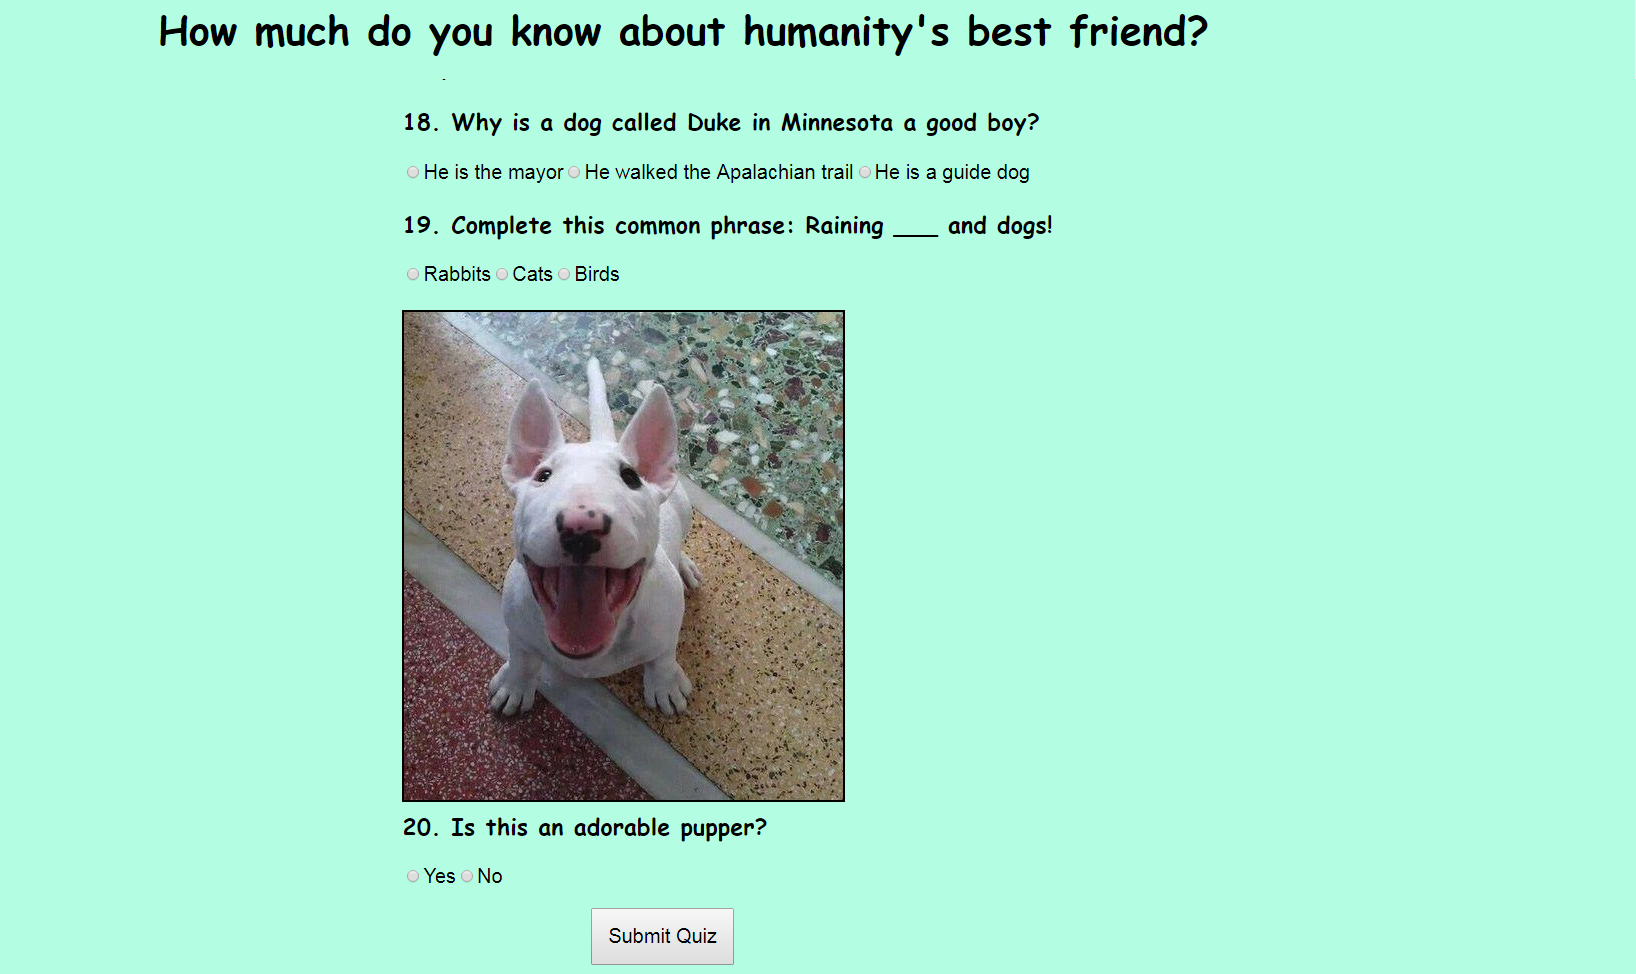 How much do you know about humanity's best friend?
18. Why is a dog called Duke in Minnesota a good boy?
He is the mayor He walked the Apalachian trail He is a guide dog
19. Complete this common phrase: Raining ___ and dogs!
Rabbits Cats Birds
20. Is this an adorable pupper?
Yes No
Submit Quiz